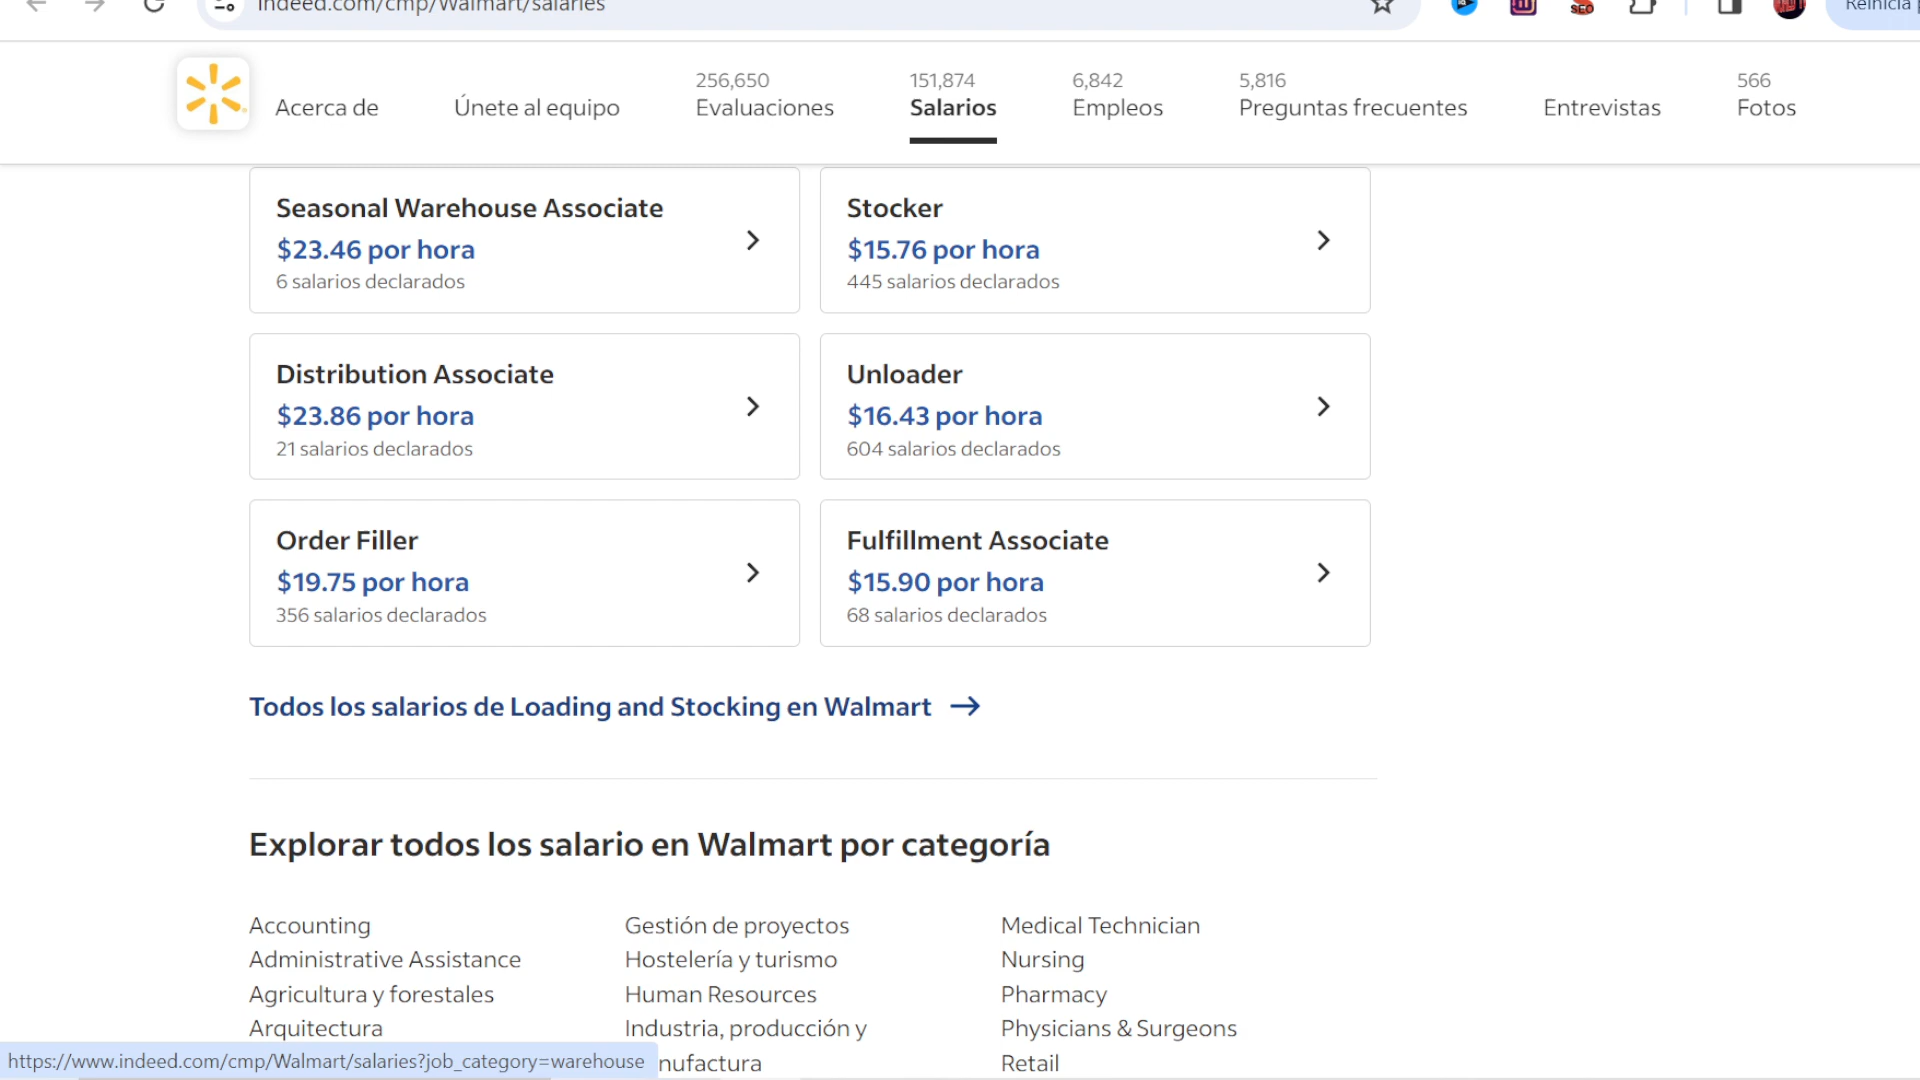 indeed.com/cmp/Walmart/salaries
Reinicia
Acerca de
Únete al equipo
256,650
Evaluaciones
151,874
Salarios
6,842
Empleos
5,816
Preguntas frecuentes
Entrevistas
566
Fotos
Seasonal Warehouse Associate
$23.46 por hora
6 salarios declarados
Stocker
$15.76 por hora
445 salarios declarados
Distribution Associate
$23.86 por hora
21 salarios declarados
Unloader
$16.43 por hora
604 salarios declarados
Order Filler
$19.75 por hora
356 salarios declarados
Fulfillment Associate
$15.90 por hora
68 salarios declarados
Todos los salarios de Loading and Stocking en Walmart
Explorar todos los salario en Walmart por categoría
Accounting
Administrative Assistance
Agricultura y forestales
Arquitectura
Gestión de proyectos
Hostelería y turismo
Human Resources
Industria, producción y
nufactura
Medical Technician
Nursing
Pharmacy
Physicians & Surgeons
Retail
https://www.indeed.com/cmp/Walmart/salaries?job_category=warehouse